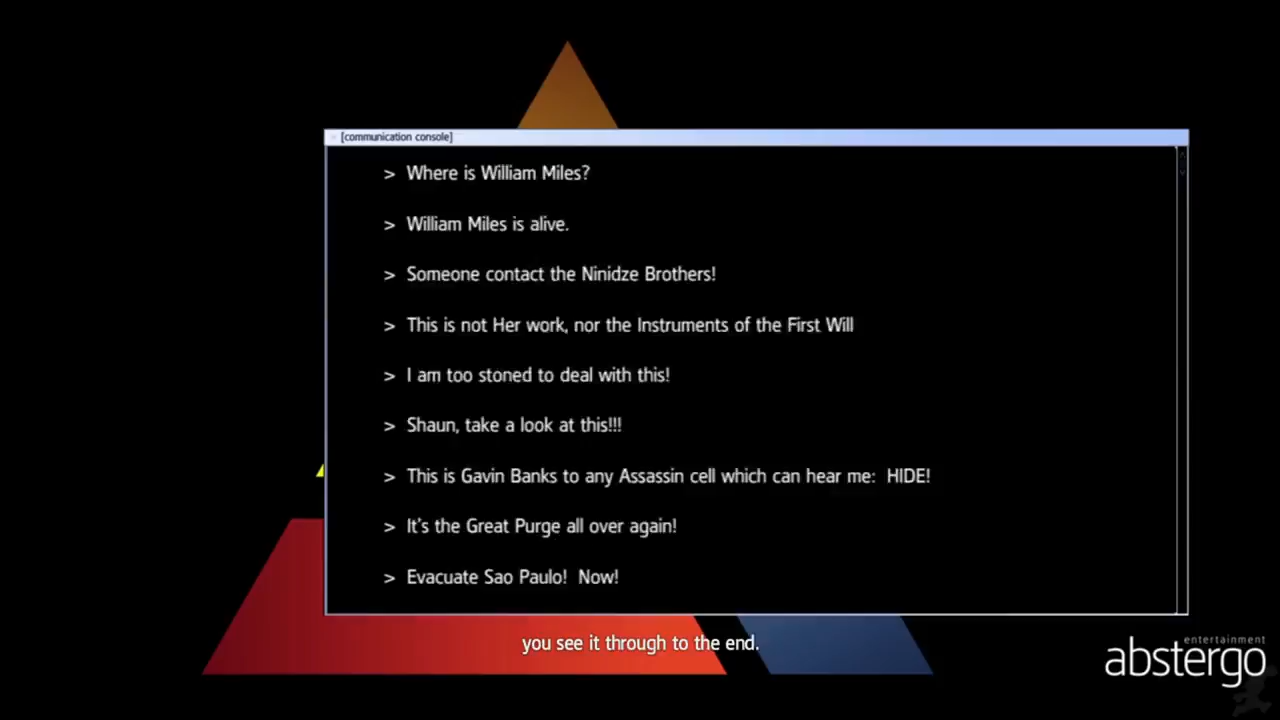 [communication console]
> Where is William Miles?
> William Miles is alive.
> Someone contact the Ninidze Brothers!
> This is not Her work, nor the Instruments of the First Will
> I am too stoned to deal with this!
> Shaun, take a look at this!!!
> This is Gavin Banks to any Assassin cell which can hear me:  HIDE!
> It's the Great Purge all over again!
> Evacuate Sao Paulo!  Now!
you see it through to the end.
entertainment
abstergo